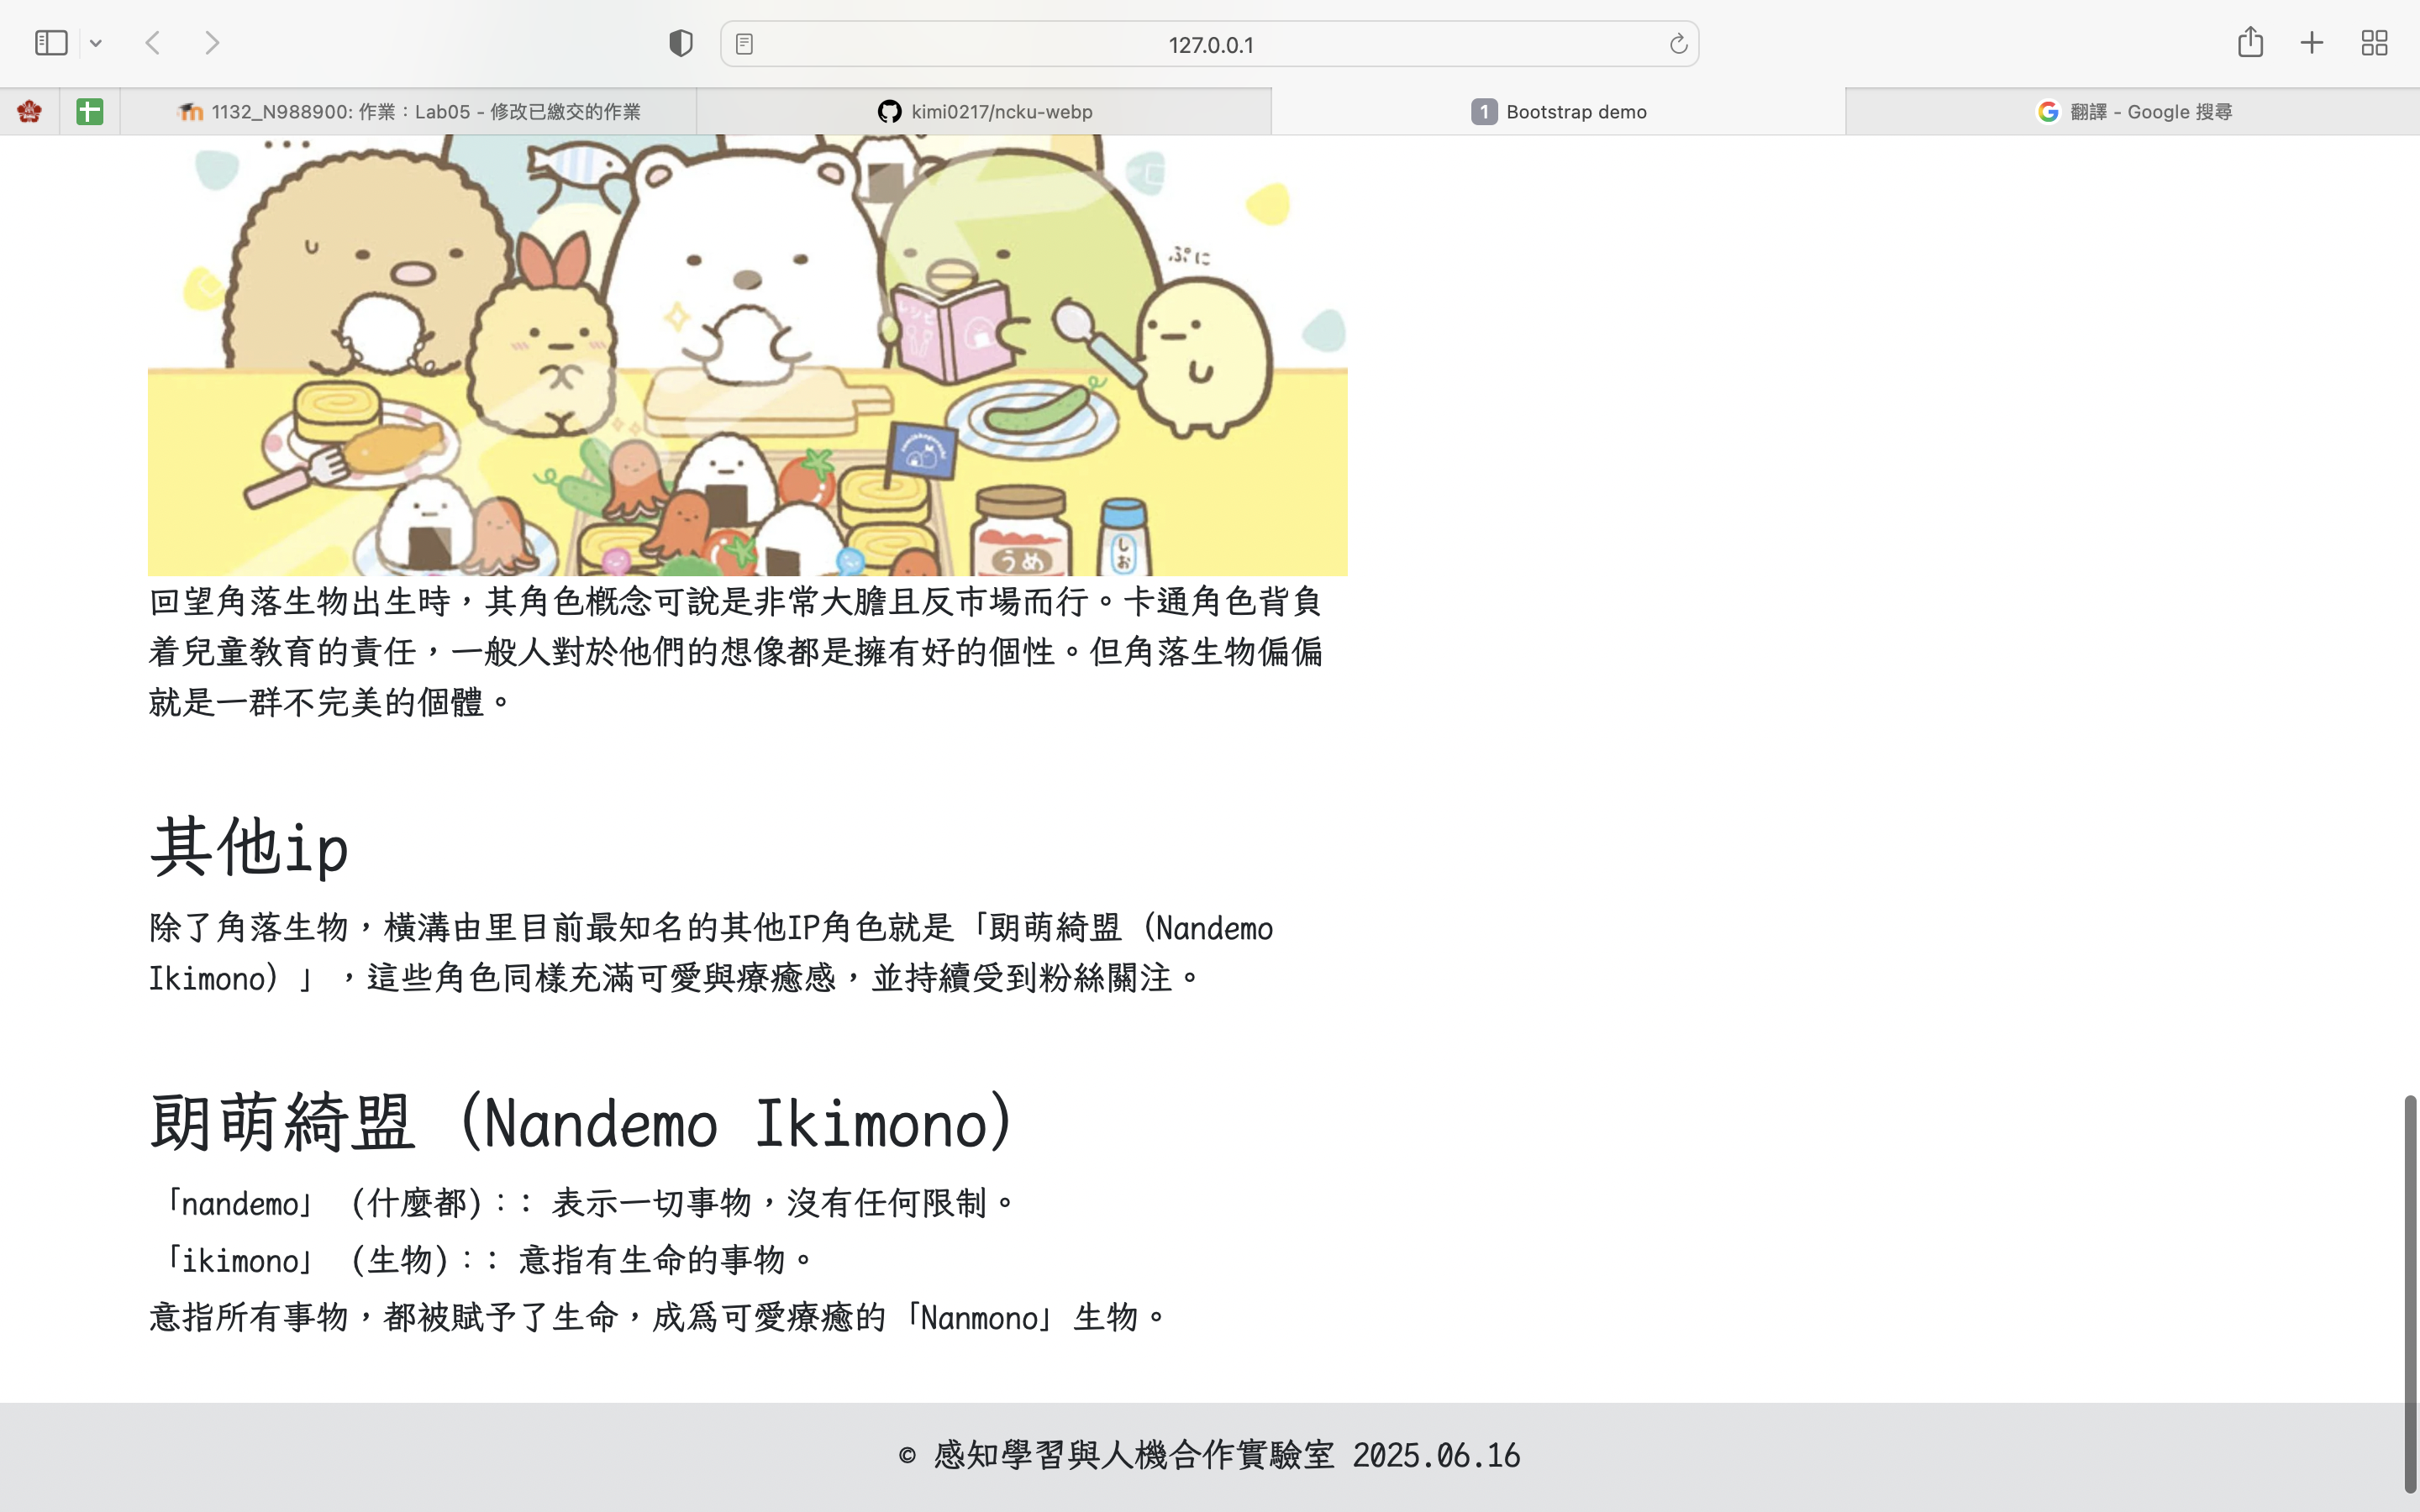 127.0.0.1
1132_N988900: 作業：Lab05 - 修改已繳交的作業
kimi0217/ncku-webp
1 Bootstrap demo
翻譯 - Google 搜尋
ぷに
レシピ
うめ
しお
回望角落生物出生時，其角色概念可說是非常大膽且反市場而行。卡通角色背負
着兒童教育的責任，一般人對於他們的想像都是擁有好的個性。但角落生物偏偏
就是一群不完美的個體。
其他ip
除了角落生物，橫溝由里目前最知名的其他IP角色就是「朗萌綺盟（Nandemo
Ikimono）」，這些角色同樣充滿可愛與療癒感，並持續受到粉絲關注。
朗萌綺盟（Nandemo Ikimono）
「nandemo」（什麼都）：: 表示一切事物，沒有任何限制。
「ikimono」（生物）：: 意指有生命的事物。
意指所有事物，都被賦予了生命，成為可愛療癒的「Nanmono」生物。
© 感知學習與人機合作實驗室 2025.06.16